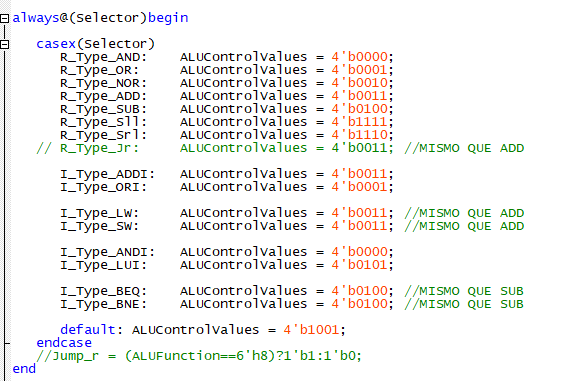 always@(Selector)begin
casex(Selector)
R_Type_AND: ALUControlValues = 4'b0000;
R_Type_OR: ALUControlValues = 4'b0001;
R_Type_NOR: ALUControlValues = 4'b0010;
R_Type_ADD: ALUControlValues = 4'b0011;
R_Type_SUB: ALUControlValues = 4'b0100;
R_Type_Sll: ALUControlValues = 4'b1111;
R_Type_Srl: ALUControlValues = 4'b1110;
// R_Type_Jr: ALUControlValues = 4'b0011; //MISMO QUE ADD
I_Type_ADDI: ALUControlValues = 4'b0011;
I_Type_ORI: ALUControlValues = 4'b0001;
I_Type_LW: ALUControlValues = 4'b0011; //MISMO QUE ADD
I_Type_SW: ALUControlValues = 4'b0011; //MISMO QUE ADD
I_Type_ANDI: ALUControlValues = 4'b0000;
I_Type_LUI: ALUControlValues = 4'b0101;
I_Type_BEQ: ALUControlValues = 4'b0100; //MISMO QUE SUB
I_Type_BNE: ALUControlValues = 4'b0100; //MISMO QUE SUB
default: ALUControlValues = 4'b1001;
endcase
//Jump_r = (ALUFunction==6'h8)?1'b1:1'b0;
end